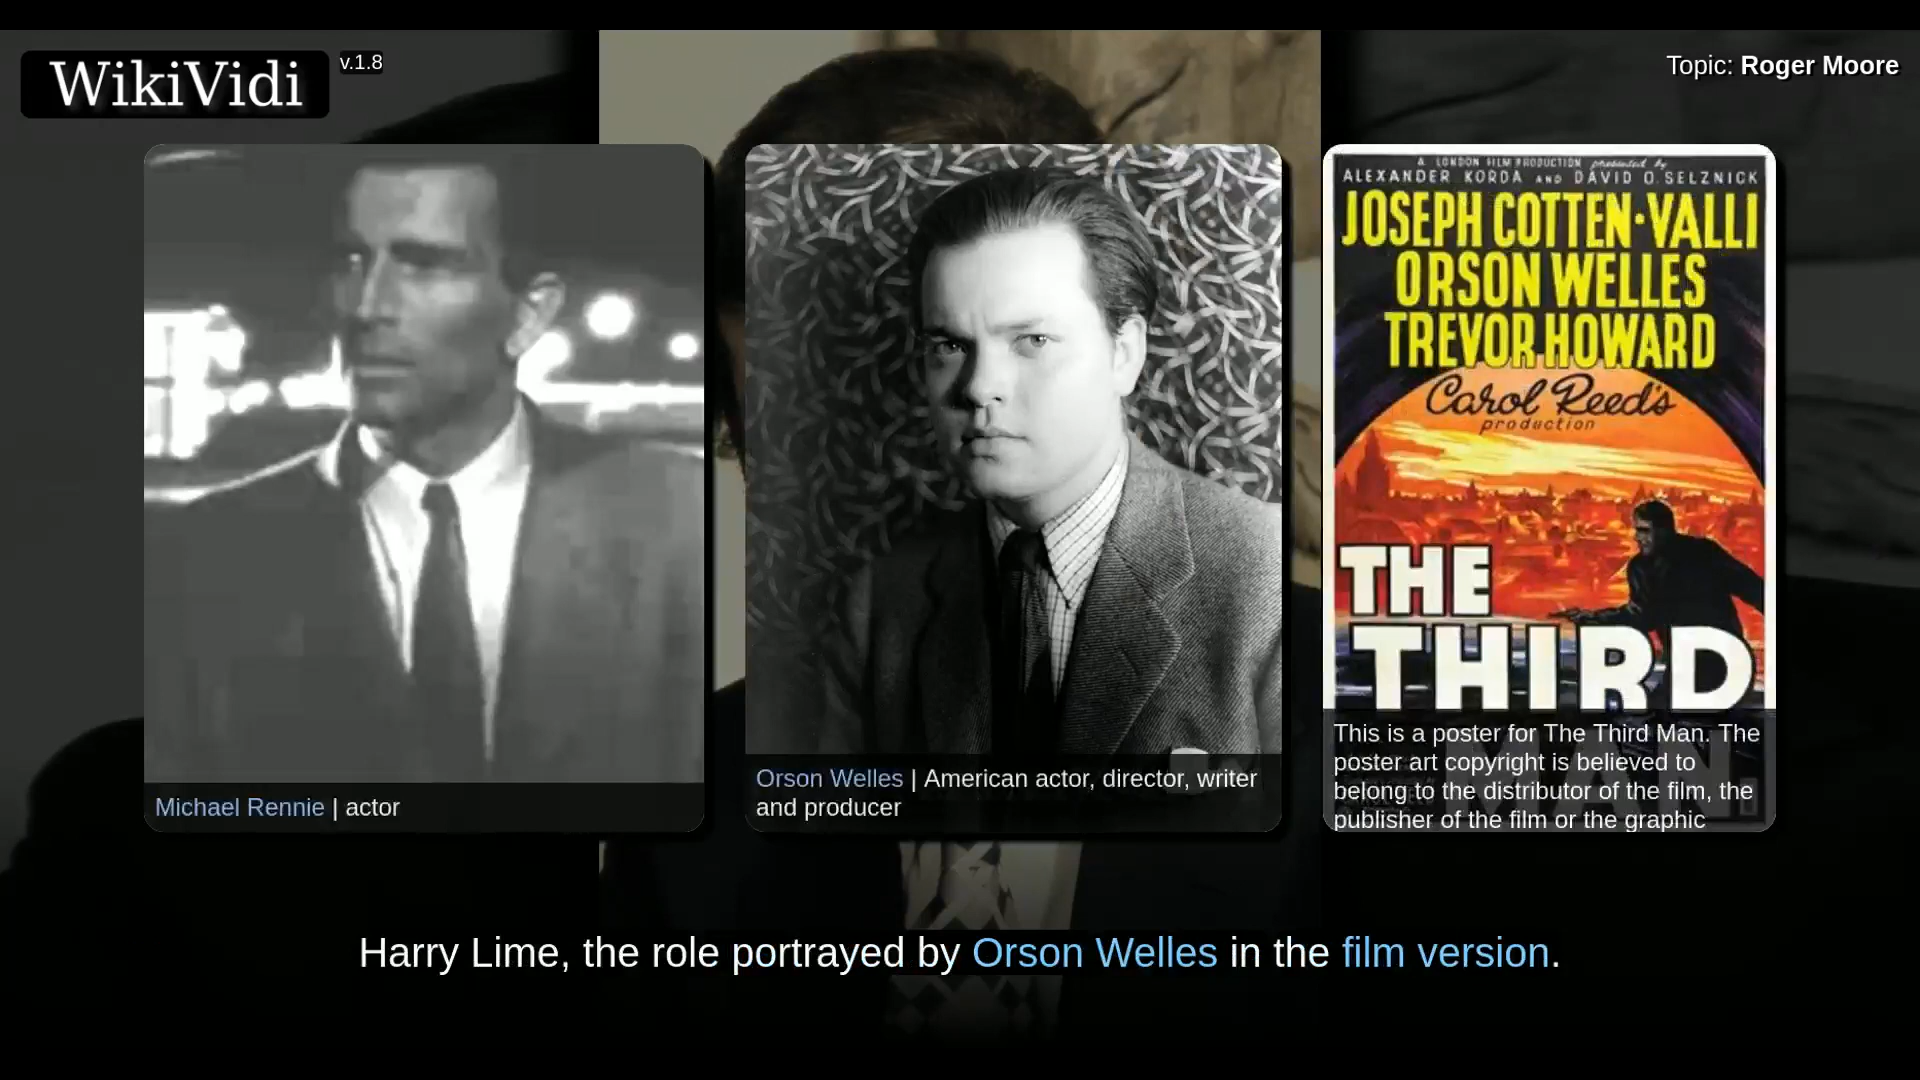 WikiVidi
v.1.8
Topic: Roger Moore
Michael Rennie | actor
Orson Welles | American actor, director, writer
and producer
A LONDON FILM PRODUCTION presented by
ALEXANDER KORDA AND DAVID O. SELZNICK
JOSEPH COTTEN·VALLI
ORSON WELLES
TREVOR HOWARD
Carol Reed's
production
THE
THIRD
MAN.
This is a poster for The Third Man. The
poster art copyright is believed to
belong to the distributor of the film, the
publisher of the film or the graphic
Harry Lime, the role portrayed by Orson Welles in the film version.